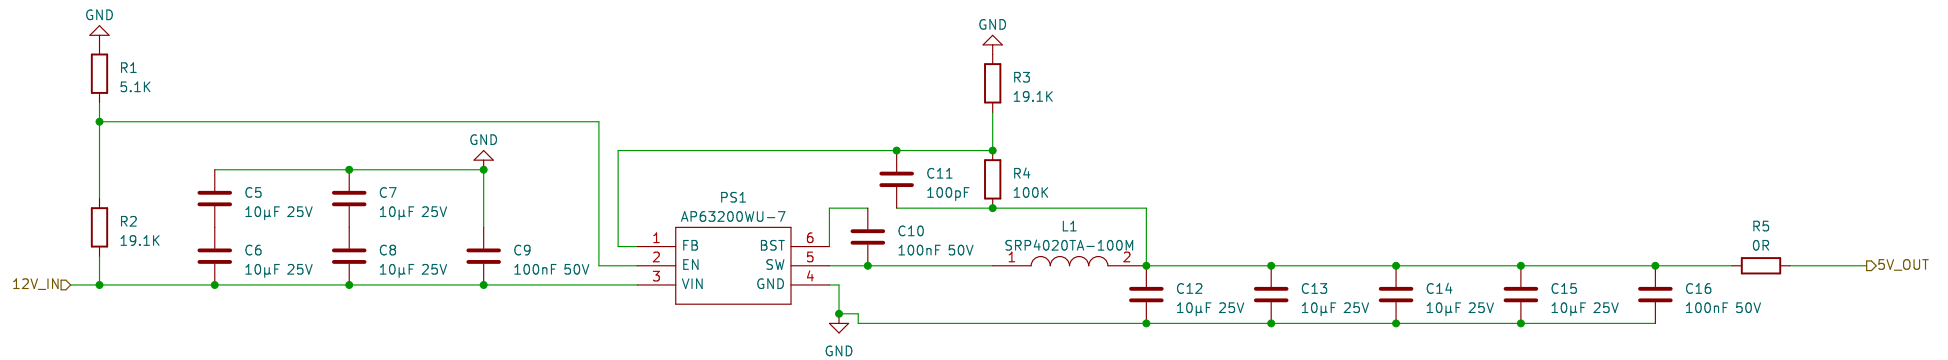 GND
R1
5.1K
R2
19.1K
12V_IN
C5
10µF 25V
C6
10µF 25V
C7
10µF 25V
C8
10µF 25V
GND
C9
100nF 50V
PS1
AP63200WU-7
1 FB
2 EN
3 VIN
BST 6
SW 5
GND 4
GND
C10
100nF 50V
C11
100pF
GND
R3
19.1K
R4
100K
L1
SRP4020TA-100M
1 2
C12
10µF 25V
C13
10µF 25V
C14
10µF 25V
C15
10µF 25V
C16
100nF 50V
R5
0R
5V_OUT